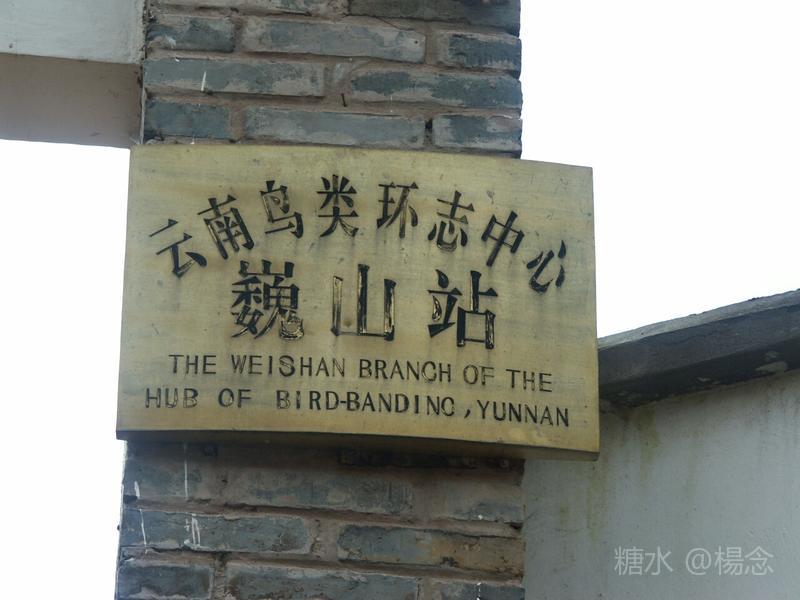 云南鸟类环志中心
巍山站
THE WEISHAN BRANCH OF THE
HUB OF BIRD-BANDING, YUNNAN
糖水 @楊念